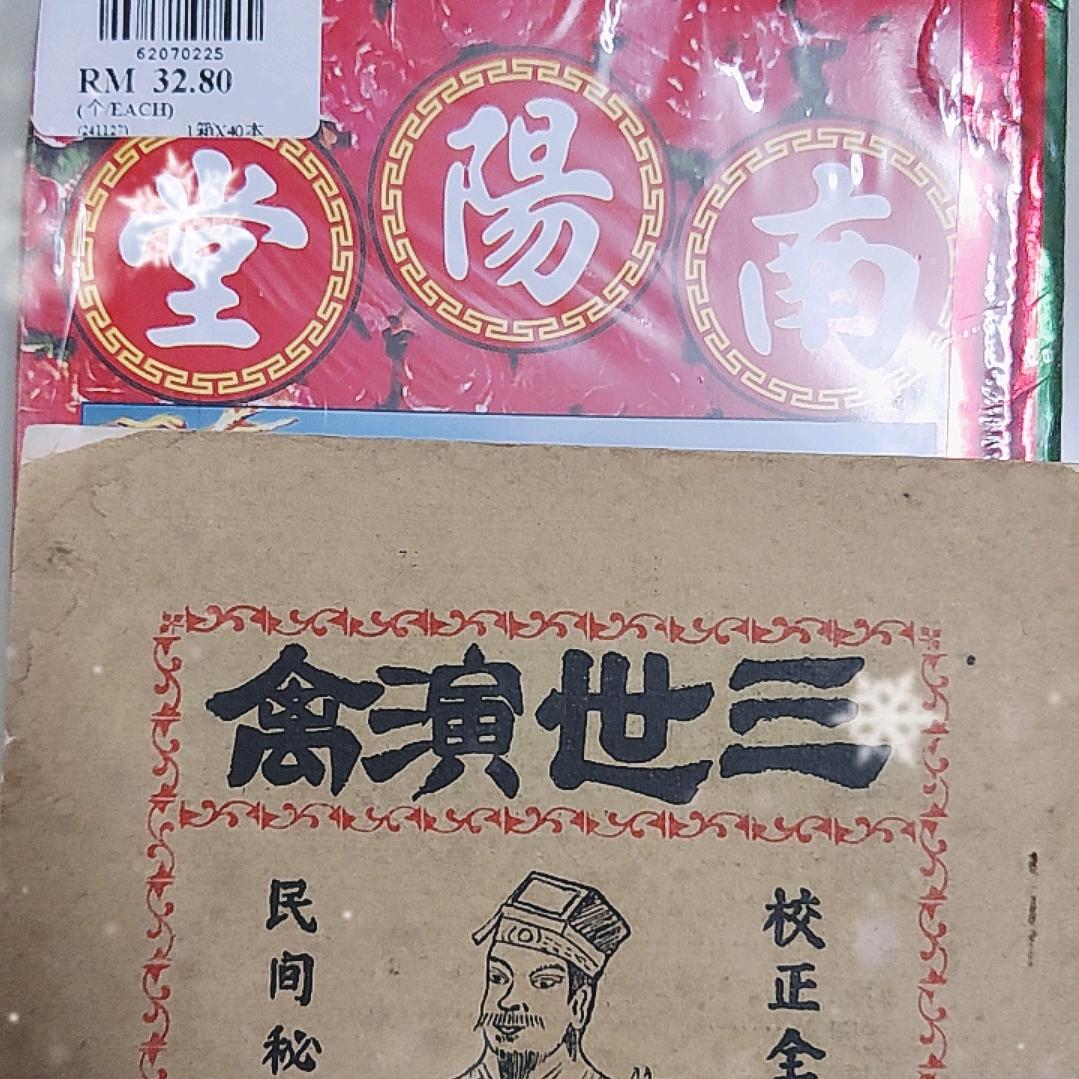 62070225
RM 32.80
(个/EACH)
(241127) 1箱X40本
南陽堂
三世演禽
校正全
民间秘